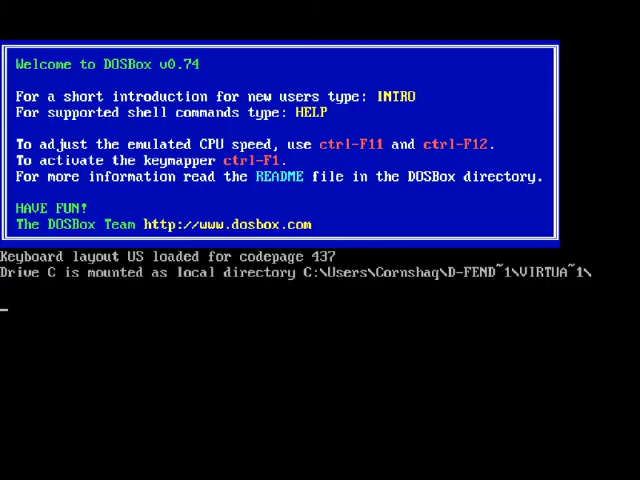 Welcome to DOSBox v0.74
For a short introduction for new users type: INTRO
For supported shell commands type: HELP
To adjust the emulated CPU speed, use ctrl-F11 and ctrl-F12.
To activate the keymapper ctrl-F1.
For more information read the README file in the DOSBox directory.
HAVE FUN!
The DOSBox Team http://www.dosbox.com
Keyboard layout US loaded for codepage 437
Drive C is mounted as local directory C:\Users\Cornshaq\D-FEND~1\VIRTUA~1\